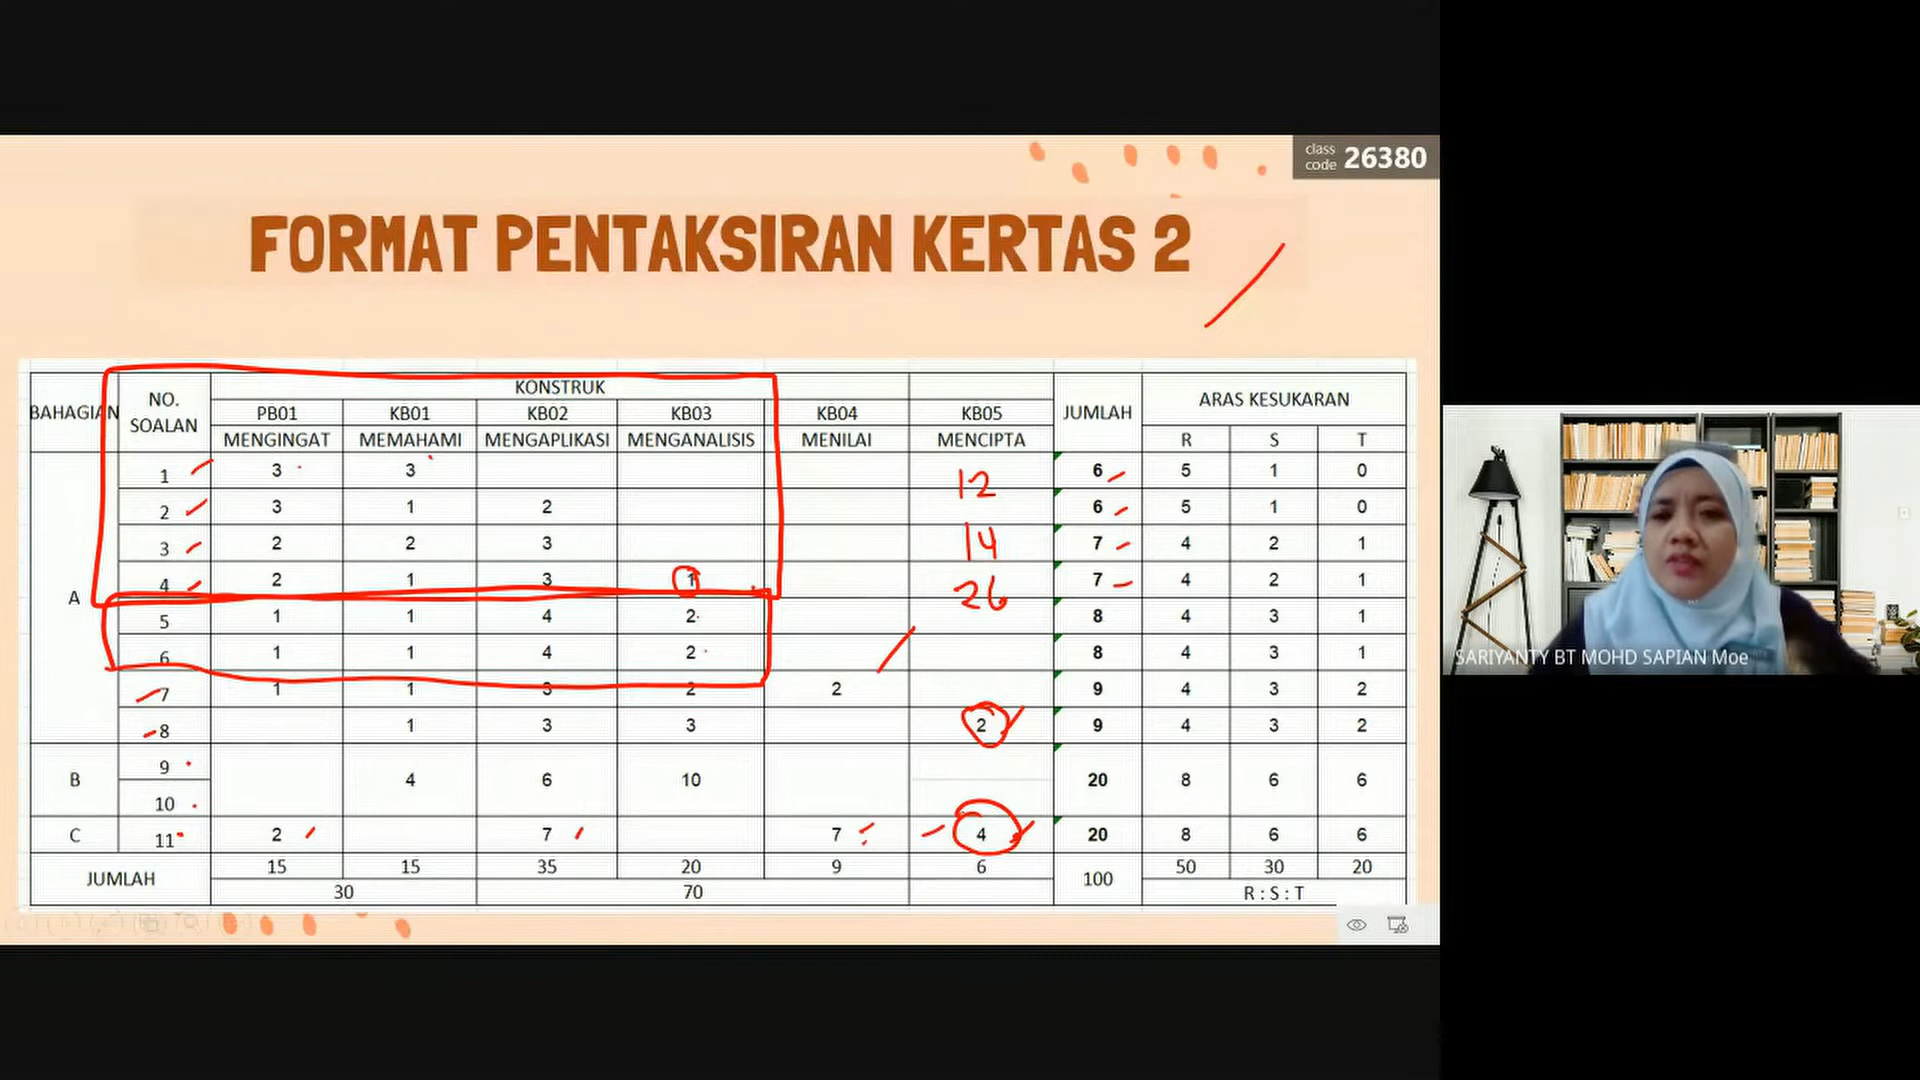 class code 26380
FORMAT PENTAKSIRAN KERTAS 2
BAHAGIAN NO. SOALAN KONSTRUK JUMLAH ARAS KESUKARAN
PB01 KB01 KB02 KB03 KB04 KB05
MENGINGAT MEMAHAMI MENGAPLIKASI MENGANALISIS MENILAI MENCIPTA R S T
A
1 3 3 12 6 5 1 0
2 3 1 2 6 5 1 0
3 2 2 3 14 7 4 2 1
4 2 1 3 1 26 7 4 2 1
5 1 1 4 2 8 4 3 1
6 1 1 4 2 8 4 3 1
7 1 1 3 2 2 9 4 3 2
8 1 3 3 2 9 4 3 2
B 9 10 4 6 10 20 8 6 6
C 11 2 7 7 4 20 8 6 6
JUMLAH 15 15 35 20 9 6 100 50 30 20
30 70 R : S : T
SARIYANTY BT MOHD SAPIAN Moe